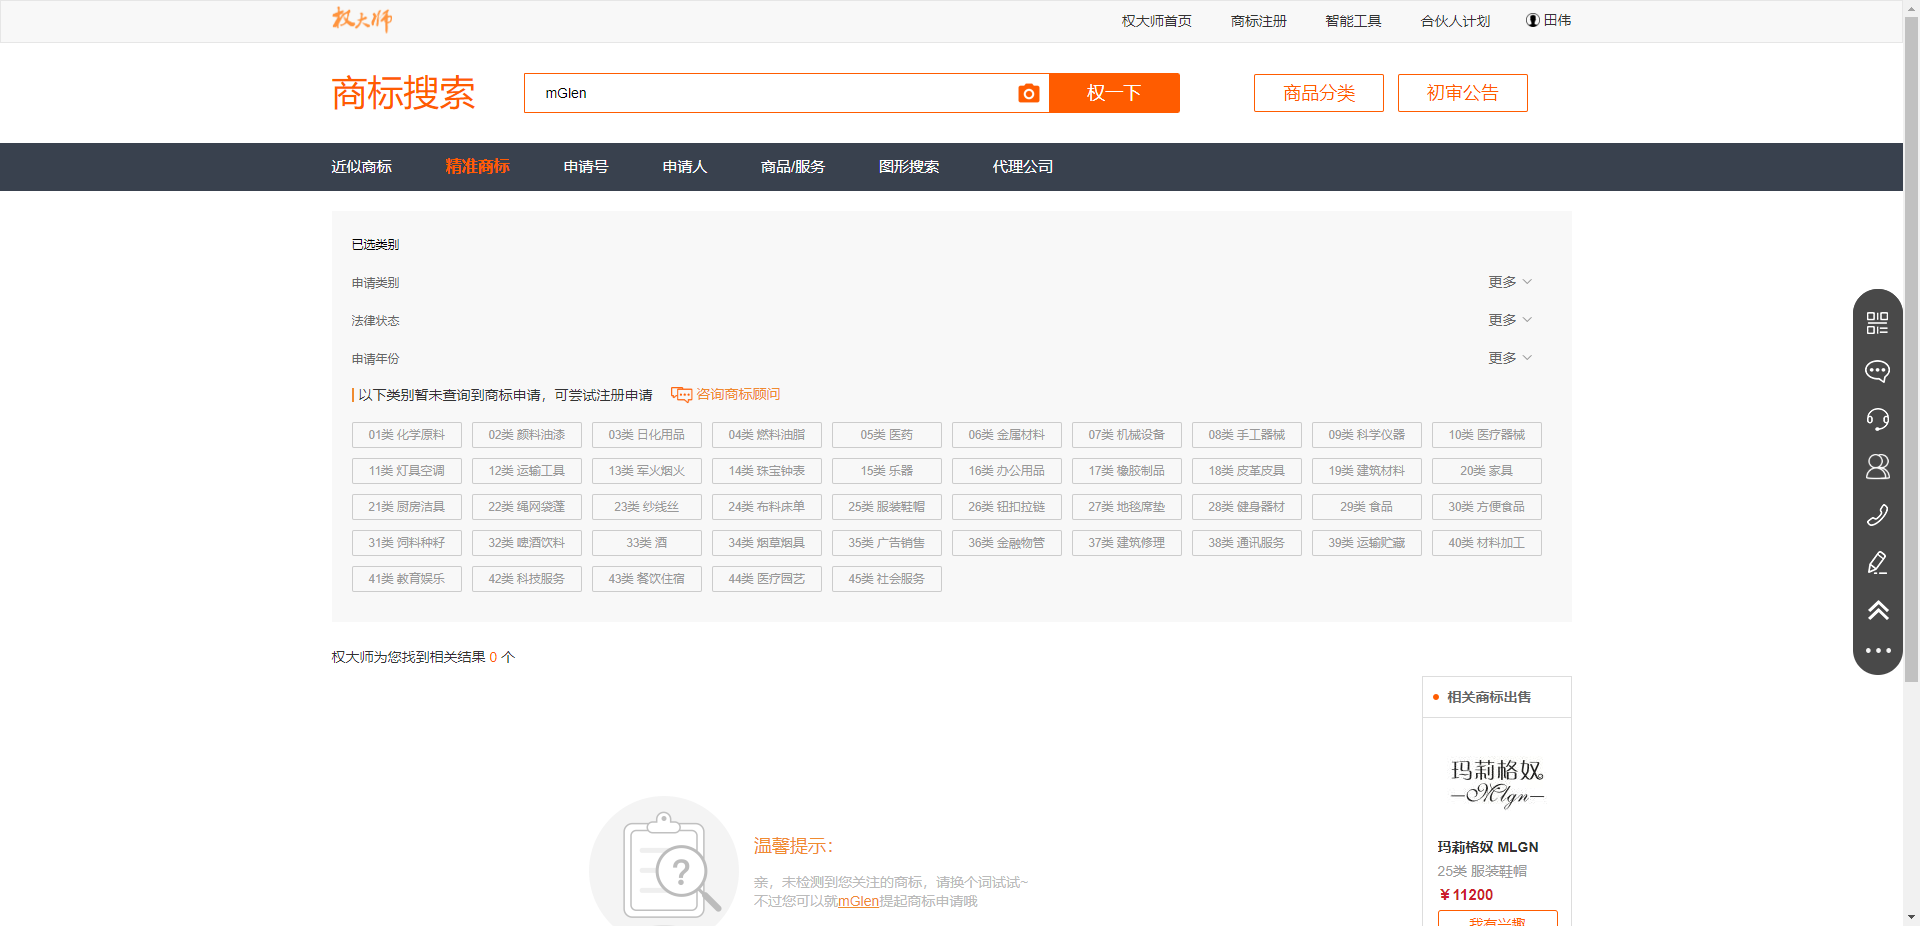 权大师
权大师首页 商标注册 智能工具 合伙人计划 田伟
商标搜索 mGlen 权一下 商品分类 初审公告
近似商标 精准商标 申请号 申请人 商品/服务 图形搜索 代理公司
已选类别
申请类别 更多
法律状态 更多
申请年份 更多
以下类别暂未查询到商标申请，可尝试注册申请 咨询商标顾问
01类 化学原料 02类 颜料油漆 03类 日化用品 04类 燃料油脂 05类 医药 06类 金属材料 07类 机械设备 08类 手工器械 09类 科学仪器 10类 医疗器械
11类 灯具空调 12类 运输工具 13类 军火烟火 14类 珠宝钟表 15类 乐器 16类 办公用品 17类 橡胶制品 18类 皮革皮具 19类 建筑材料 20类 家具
21类 厨房洁具 22类 绳网袋蓬 23类 纱线丝 24类 布料床单 25类 服装鞋帽 26类 钮扣拉链 27类 地毯席垫 28类 健身器材 29类 食品 30类 方便食品
31类 饲料种籽 32类 啤酒饮料 33类 酒 34类 烟草烟具 35类 广告销售 36类 金融物管 37类 建筑修理 38类 通讯服务 39类 运输贮藏 40类 材料加工
41类 教育娱乐 42类 科技服务 43类 餐饮住宿 44类 医疗园艺 45类 社会服务
权大师为您找到相关结果 0 个
温馨提示：
亲，未检测到您关注的商标，请换个词试试~
不过您可以就mGlen提起商标申请哦
相关商标出售
玛莉格奴
Mlgn
玛莉格奴 MLGN
25类 服装鞋帽
￥11200
我有兴趣